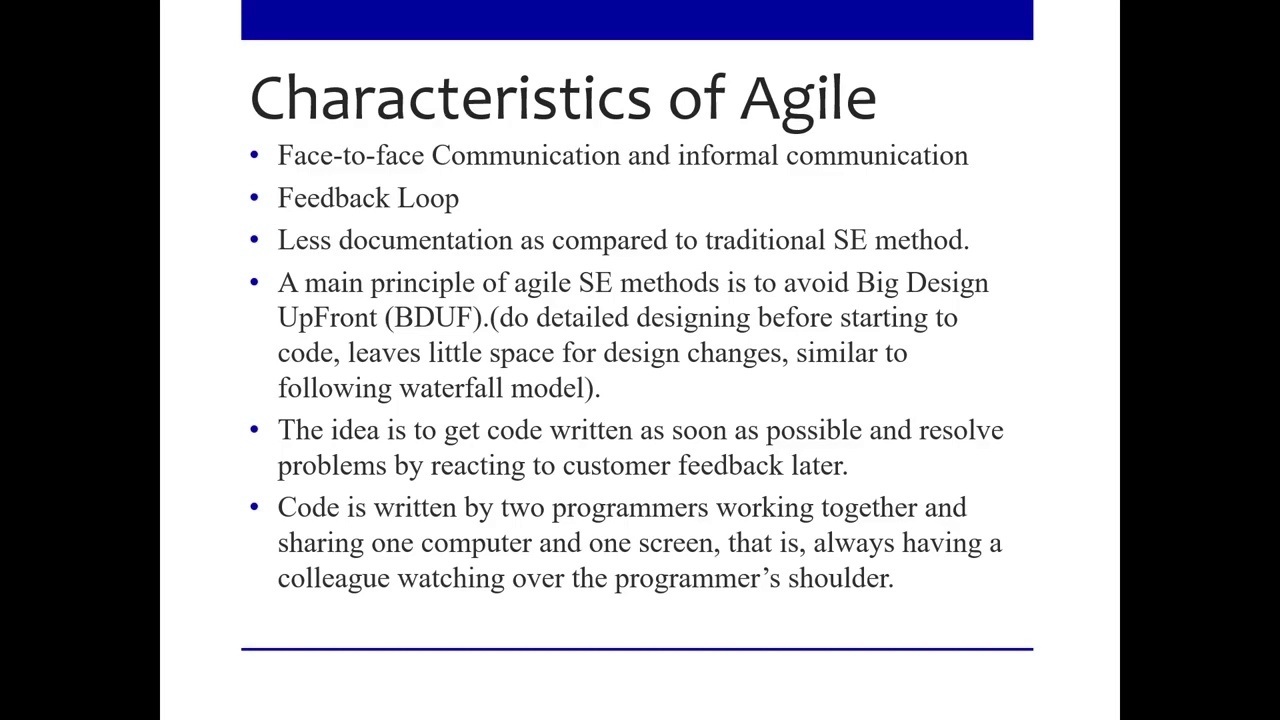 Characteristics of Agile
• Face-to-face Communication and informal communication
• Feedback Loop
• Less documentation as compared to traditional SE method.
• A main principle of agile SE methods is to avoid Big Design
UpFront (BDUF).(do detailed designing before starting to
code, leaves little space for design changes, similar to
following waterfall model).
• The idea is to get code written as soon as possible and resolve
problems by reacting to customer feedback later.
• Code is written by two programmers working together and
sharing one computer and one screen, that is, always having a
colleague watching over the programmer’s shoulder.